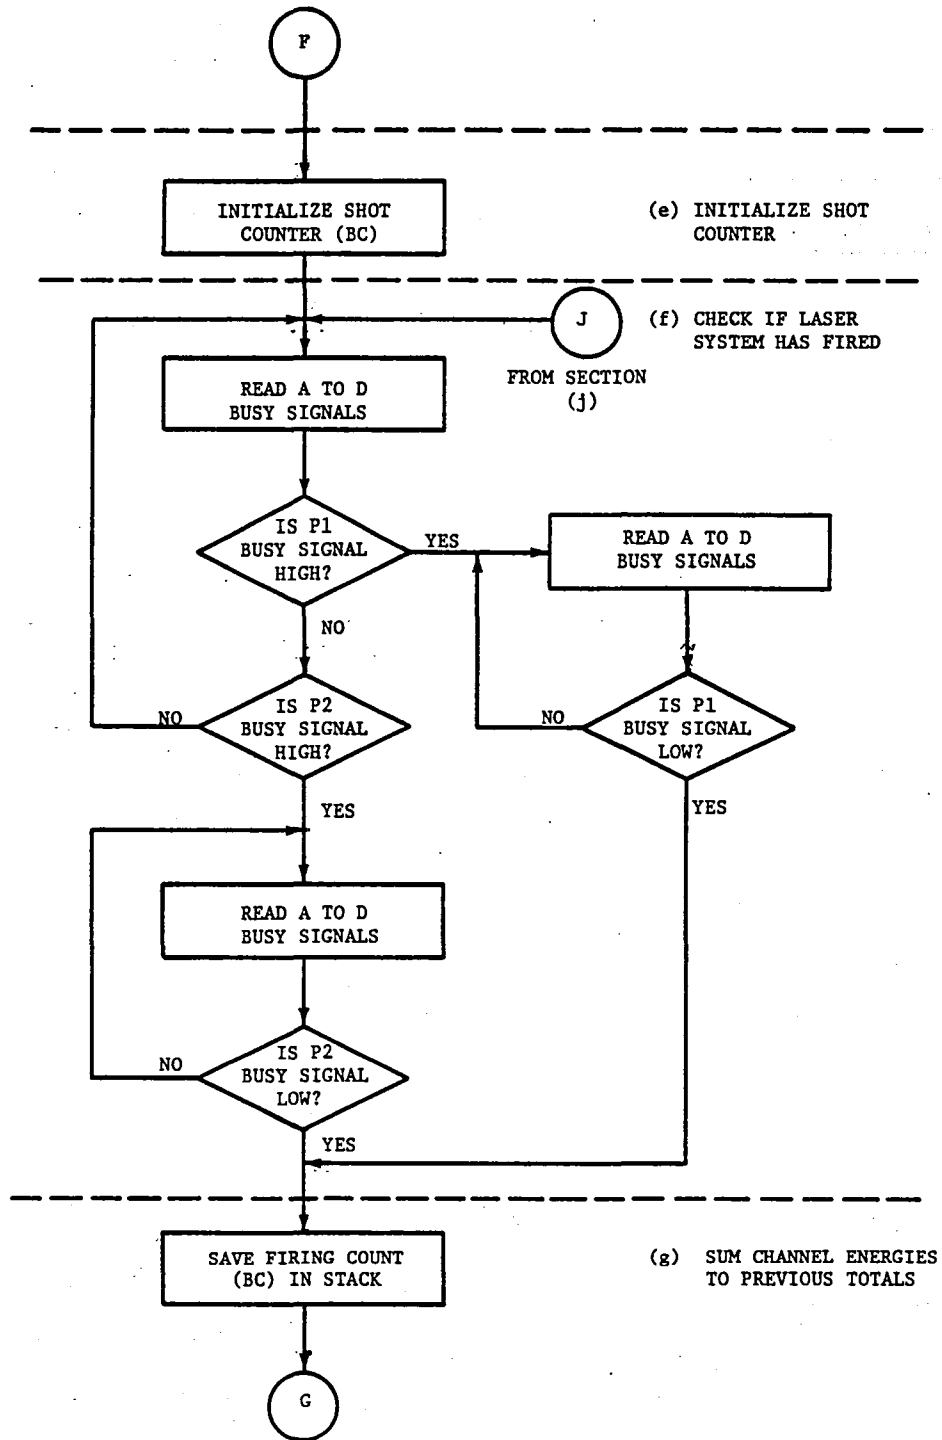 F
INITIALIZE SHOT
COUNTER (BC)
(e) INITIALIZE SHOT
COUNTER
J
(f) CHECK IF LASER
SYSTEM HAS FIRED
FROM SECTION
(j)
READ A TO D
BUSY SIGNALS
IS P1
BUSY SIGNAL
HIGH?
YES
READ A TO D
BUSY SIGNALS
NO
IS P2
BUSY SIGNAL
HIGH?
NO
IS P1
BUSY SIGNAL
LOW?
NO
YES
YES
READ A TO D
BUSY SIGNALS
IS P2
BUSY SIGNAL
LOW?
NO
YES
SAVE FIRING COUNT
(BC) IN STACK
(g) SUM CHANNEL ENERGIES
TO PREVIOUS TOTALS
G